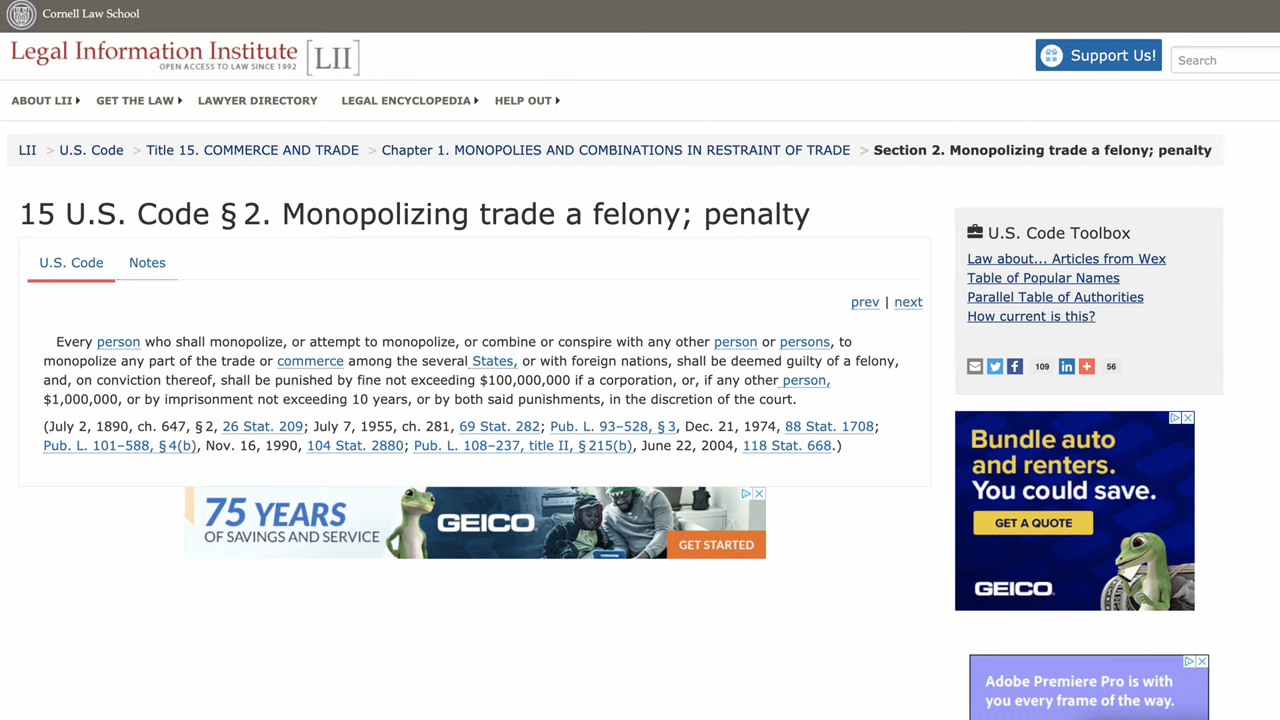 Cornell Law School
Legal Information Institute [LII]
OPEN ACCESS TO LAW SINCE 1992
Support Us!
Search
ABOUT LII GET THE LAW LAWYER DIRECTORY LEGAL ENCYCLOPEDIA HELP OUT
LII > U.S. Code > Title 15. COMMERCE AND TRADE > Chapter 1. MONOPOLIES AND COMBINATIONS IN RESTRAINT OF TRADE > Section 2. Monopolizing trade a felony; penalty
15 U.S. Code § 2. Monopolizing trade a felony; penalty
U.S. Code Notes
prev | next
Every person who shall monopolize, or attempt to monopolize, or combine or conspire with any other person or persons, to
monopolize any part of the trade or commerce among the several States, or with foreign nations, shall be deemed guilty of a felony,
and, on conviction thereof, shall be punished by fine not exceeding $100,000,000 if a corporation, or, if any other person,
$1,000,000, or by imprisonment not exceeding 10 years, or by both said punishments, in the discretion of the court.
(July 2, 1890, ch. 647, § 2, 26 Stat. 209; July 7, 1955, ch. 281, 69 Stat. 282; Pub. L. 93–528, § 3, Dec. 21, 1974, 88 Stat. 1708;
Pub. L. 101–588, § 4(b), Nov. 16, 1990, 104 Stat. 2880; Pub. L. 108–237, title II, § 215(b), June 22, 2004, 118 Stat. 668.)
75 YEARS
OF SAVINGS AND SERVICE
GEICO
GET STARTED
U.S. Code Toolbox
Law about... Articles from Wex
Table of Popular Names
Parallel Table of Authorities
How current is this?
109 56
Bundle auto
and renters.
You could save.
GET A QUOTE
GEICO
Adobe Premiere Pro is with
you every frame of the way.